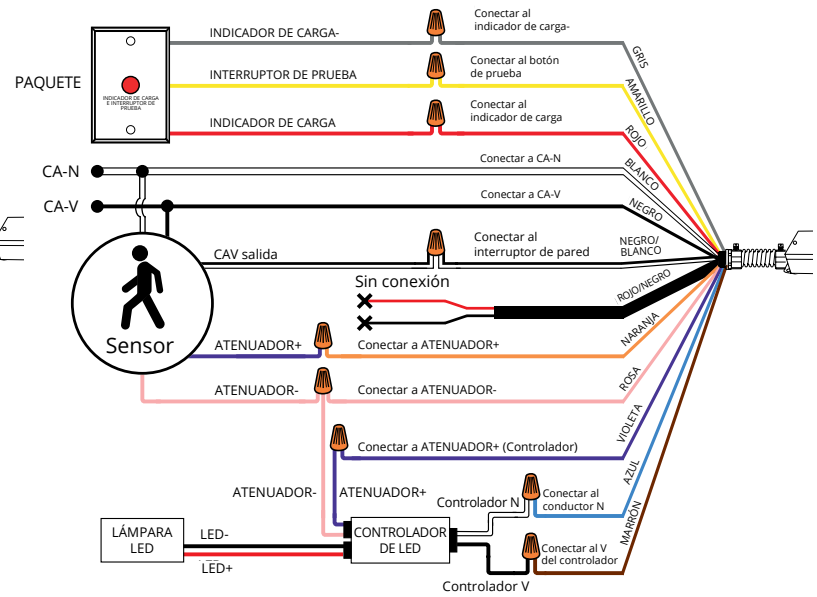 PAQUETE
INDICADOR DE CARGA
E INTERRUPTOR DE
PRUEBA
INDICADOR DE CARGA-
Conectar al
indicador de carga-
GRIS
INTERRUPTOR DE PRUEBA
Conectar al botón
de prueba
AMARILLO
INDICADOR DE CARGA
Conectar al
indicador de carga
ROJO
CA-N
Conectar a CA-N
BLANCO
CA-V
Conectar a CA-V
NEGRO
CAV salida
Conectar al
interruptor de pared
NEGRO/
BLANCO
Sin conexión
ROJO/NEGRO
Sensor
ATENUADOR+
Conectar a ATENUADOR+
NARANJA
ATENUADOR-
Conectar a ATENUADOR-
ROSA
Conectar a ATENUADOR+ (Controlador)
VIOLETA
ATENUADOR-
ATENUADOR+
Controlador N
Conectar al
conductor N
AZUL
LÁMPARA
LED
LED-
LED+
CONTROLADOR
DE LED
Conectar al V
del controlador
MARRÓN
Controlador V